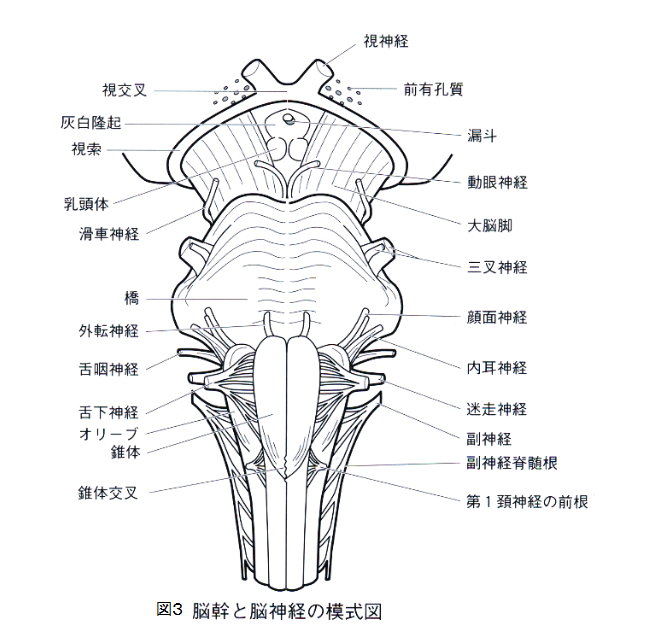 視神経
視交叉
前有孔質
灰白隆起
漏斗
視索
動眼神経
乳頭体
大脳脚
滑車神経
三叉神経
橋
顔面神経
外転神経
舌咽神経
内耳神経
舌下神経
迷走神経
オリーブ
副神経
錐体
副神経脊髄根
錐体交叉
第1頚神経の前根
図3 脳幹と脳神経の模式図